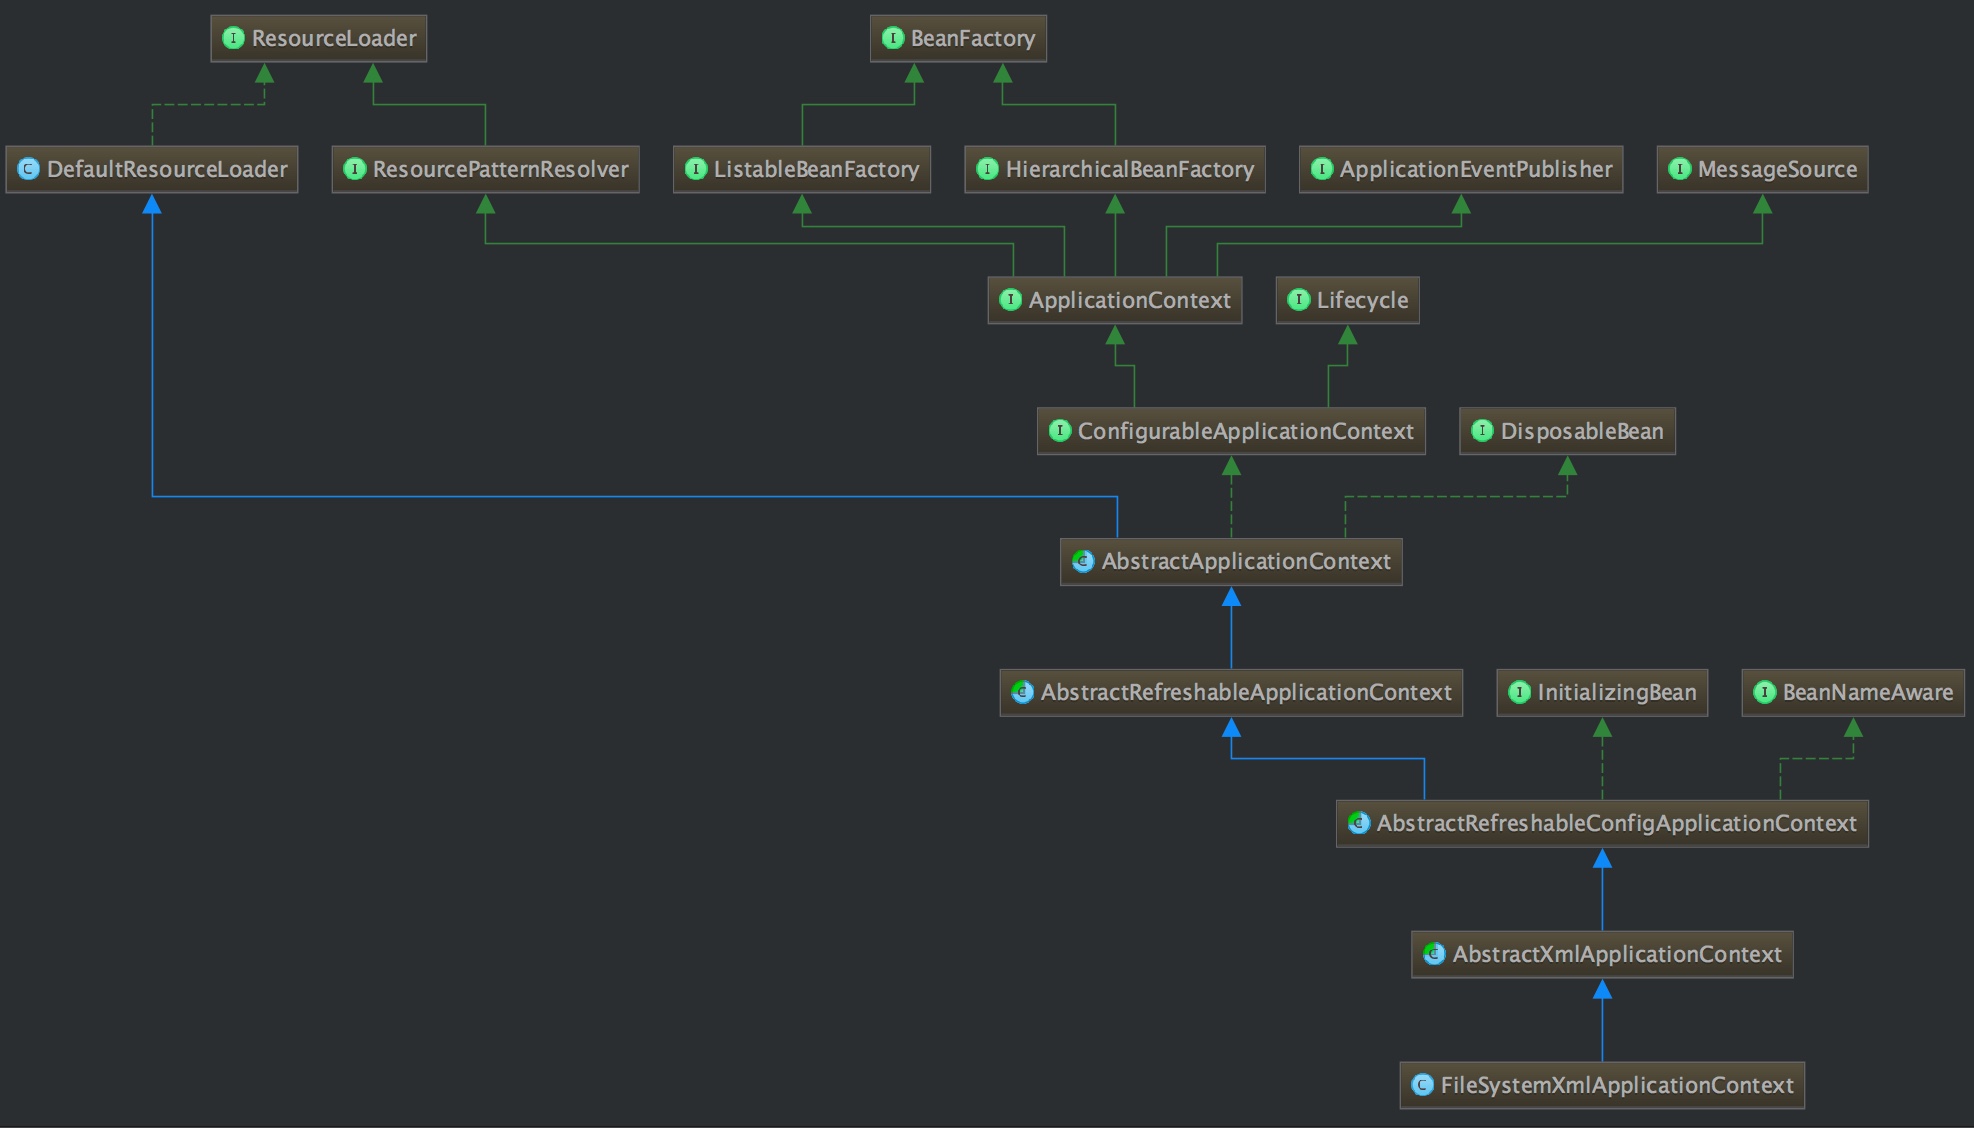 I ResourceLoader
I BeanFactory
C DefaultResourceLoader
I ResourcePatternResolver
I ListableBeanFactory
I HierarchicalBeanFactory
I ApplicationEventPublisher
I MessageSource
I ApplicationContext
I Lifecycle
I ConfigurableApplicationContext
I DisposableBean
C AbstractApplicationContext
C AbstractRefreshableApplicationContext
I InitializingBean
I BeanNameAware
C AbstractRefreshableConfigApplicationContext
C AbstractXmlApplicationContext
C FileSystemXmlApplicationContext